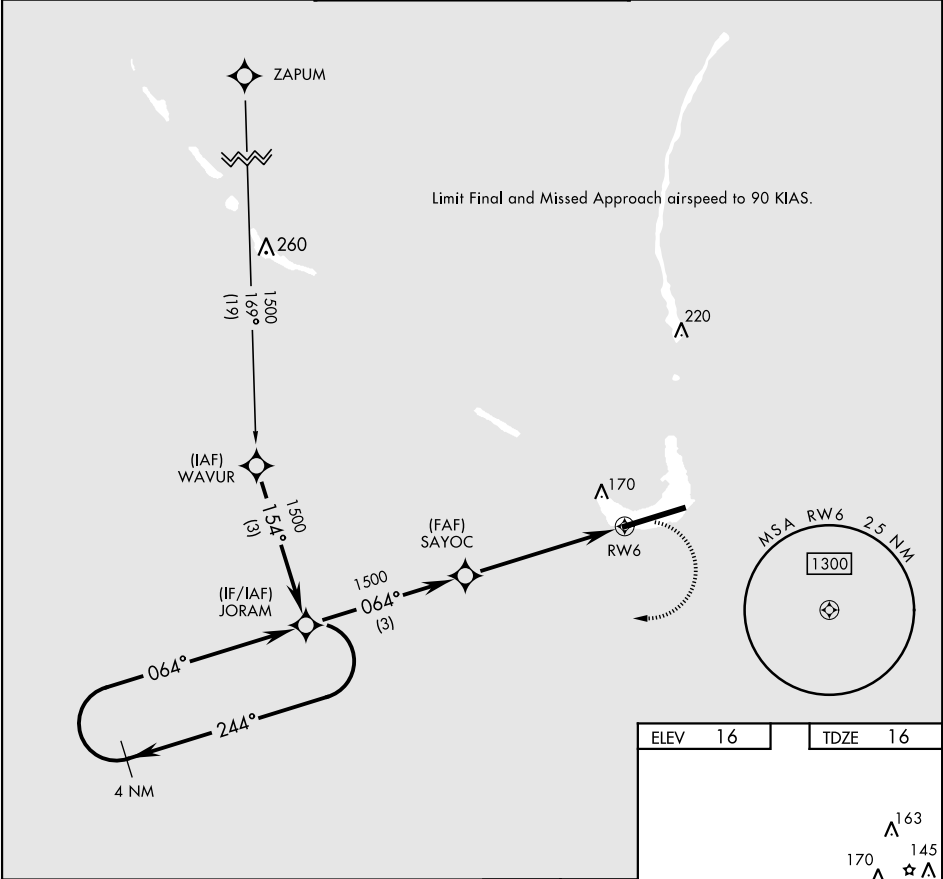 ZAPUM
Limit Final and Missed Approach airspeed to 90 KIAS.
260
1500
169°
(19)
220
(IAF)
WAVUR
1500
154°
(3)
170
RW6
(FAF)
SAYOC
MSA RW6 25 NM
1300
(IF/IAF)
JORAM
1500
064°
(3)
064°
244°
4 NM
ELEV 16
TDZE 16
163
170
145